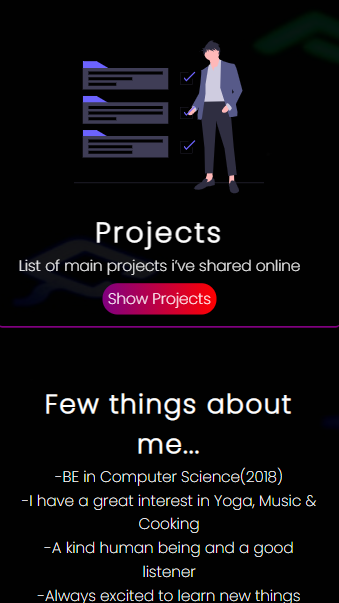 Projects
List of main projects i've shared online
Show Projects
Few things about
me...
-BE in Computer Science(2018)
-I have a great interest in Yoga, Music &
Cooking
-A kind human being and a good
listener
-Always excited to learn new things